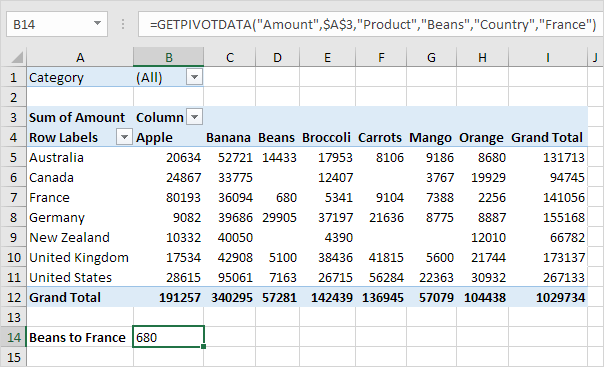 B14 =GETPIVOTDATA("Amount",$A$3,"Product","Beans","Country","France")
A B C D E F G H I J
1 Category (All)
2
3 Sum of Amount Column
4 Row Labels Apple Banana Beans Broccoli Carrots Mango Orange Grand Total
5 Australia 20634 52721 14433 17953 8106 9186 8680 131713
6 Canada 24867 33775 12407 3767 19929 94745
7 France 80193 36094 680 5341 9104 7388 2256 141056
8 Germany 9082 39686 29905 37197 21636 8775 8887 155168
9 New Zealand 10332 40050 4390 12010 66782
10 United Kingdom 17534 42908 5100 38436 41815 5600 21744 173137
11 United States 28615 95061 7163 26715 56284 22363 30932 267133
12 Grand Total 191257 340295 57281 142439 136945 57079 104438 1029734
13
14 Beans to France 680
15